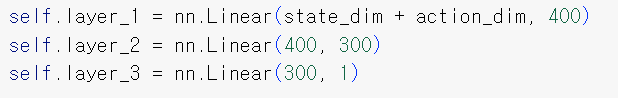 self.layer_1 = nn.Linear(state_dim + action_dim, 400)
self.layer_2 = nn.Linear(400, 300)
self.layer_3 = nn.Linear(300, 1)